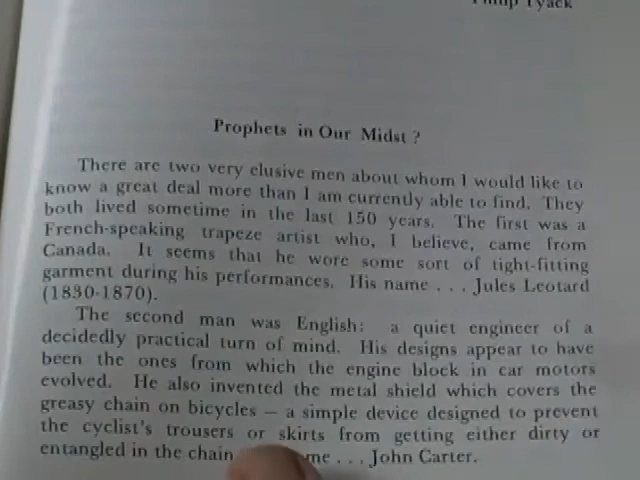 Philip Tyack
Prophets in Our Midst ?
There are two very elusive men about whom I would like to
know a great deal more than I am currently able to find. They
both lived sometime in the last 150 years. The first was a
French-speaking trapeze artist who, I believe, came from
Canada. It seems that he wore some sort of tight-fitting
garment during his performances. His name . . . Jules Leotard
(1830-1870).
The second man was English: a quiet engineer of a
decidedly practical turn of mind. His designs appear to have
been the ones from which the engine block in car motors
evolved. He also invented the metal shield which covers the
greasy chain on bicycles — a simple device designed to prevent
the cyclist's trousers or skirts from getting either dirty or
entangled in the chain me . . . John Carter.